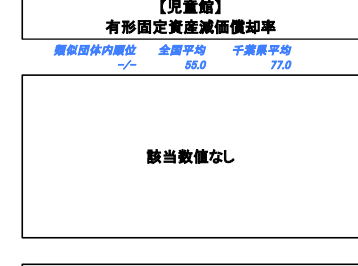 【児童館】
有形固定資産減価償却率
類似団体内順位 全国平均 千葉県平均
-/- 55.0 77.0
該当数値なし